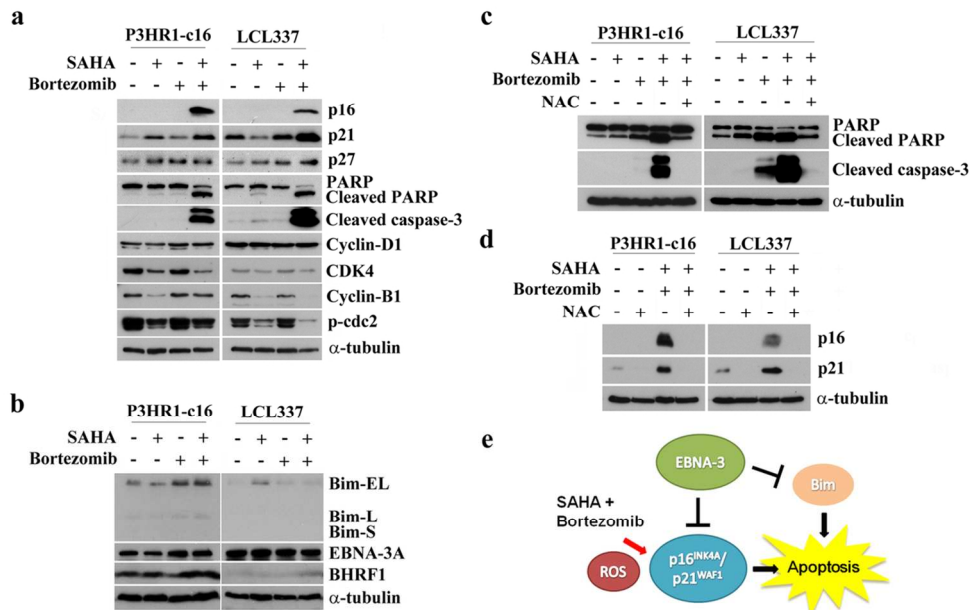 a
P3HR1-c16 LCL337
SAHA - + - + - + - +
Bortezomib - - + + - - + +
p16
p21
p27
PARP
Cleaved PARP
Cleaved caspase-3
Cyclin-D1
CDK4
Cyclin-B1
p-cdc2
α-tubulin
b
P3HR1-c16 LCL337
SAHA - + - + - + - +
Bortezomib - - + + - - + +
Bim-EL
Bim-L
Bim-S
EBNA-3A
BHRF1
α-tubulin
c
P3HR1-c16 LCL337
SAHA - + - + + - + - + +
Bortezomib - - + + + - - + + +
NAC - - - - + - - - - +
PARP
Cleaved PARP
Cleaved caspase-3
α-tubulin
d
P3HR1-c16 LCL337
SAHA - - + + - - + +
Bortezomib - - + + - - + +
NAC - + - + - + - +
p16
p21
α-tubulin
e
EBNA-3
Bim
SAHA +
Bortezomib
ROS
p16INK4A/
p21WAF1
Apoptosis